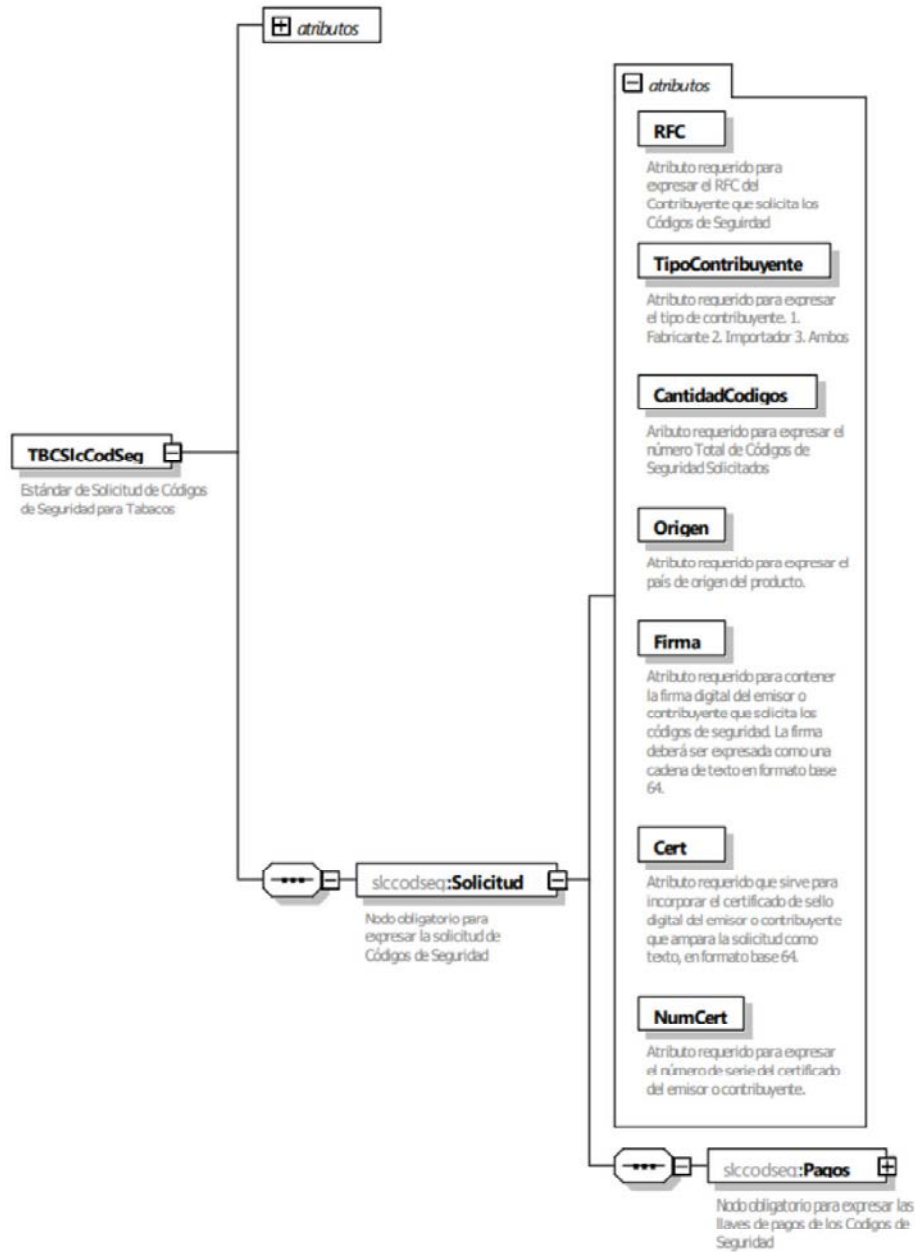 atributos
atributos
RFC
Atributo requerido para
expresar el RFC del
Contribuyente que solicita los
Códigos de Seguirdad
TipoContribuyente
Atributo requerido para expresar
el tipo de contribuyente. 1.
Fabricante 2. Importador 3. Ambos
CantidadCodigos
Aributo requerido para expresar el
número Total de Códigos de
Seguridad Solicitados
TBCSlcCodSeg
Estándar de Solicitud de Códigos
de Seguridad para Tabacos
Origen
Atributo requerido para expresar el
país de origen del producto.
Firma
Atributo requerido para contener
la firma digital del emisor o
contribuyente que solicita los
códigos de seguridad. La firma
deberá ser expresada como una
cadena de texto en formato base
64.
slccodseg:Solicitud
Nodo obligatorio para
expresar la solicitud de
Códigos de Seguridad
Cert
Atributo requerido que sirve para
incorporar el certificado de sello
digital del emisor o contribuyente
que ampara la solicitud como
texto, en formato base 64.
NumCert
Atributo requerido para expresar
el número de serie del certificado
del emisor o contribuyente.
slccodseg:Pagos
Nodo obligatorio para expresar las
llaves de pagos de los Codigos de
Seguridad